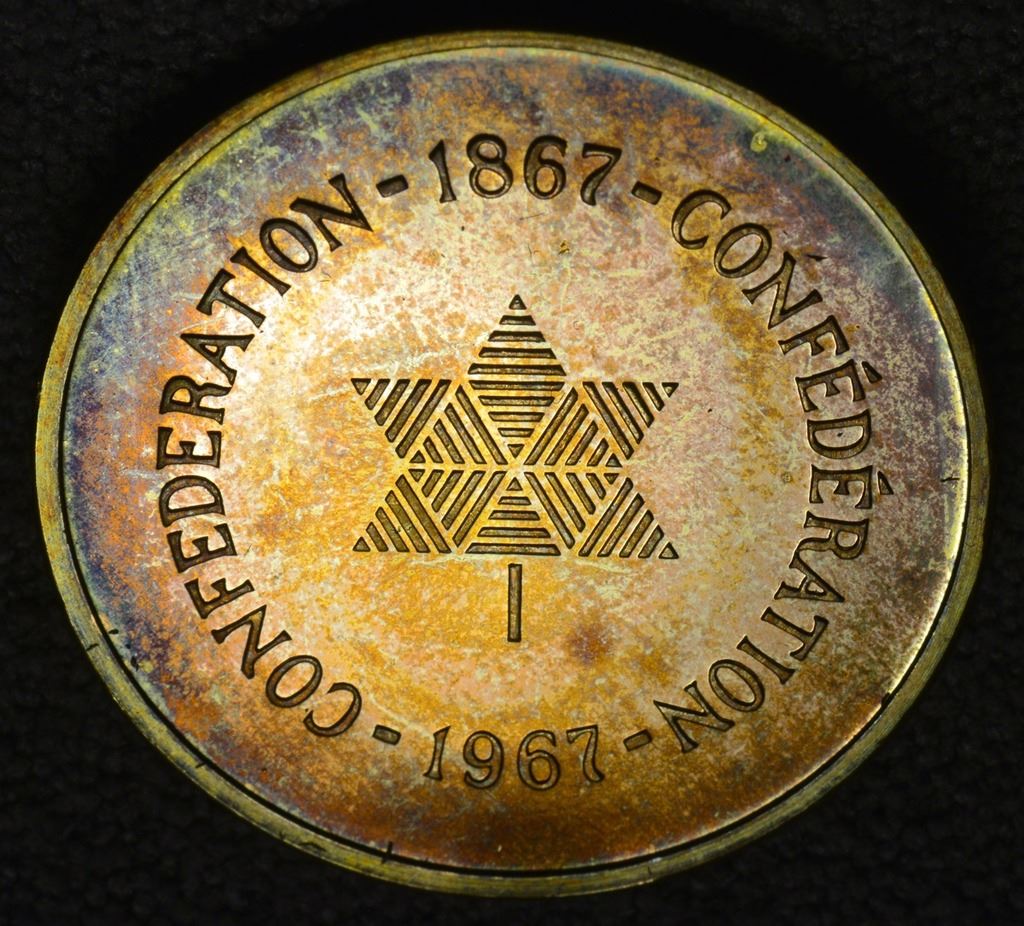 CONFEDERATION - 1867 - CONFÉDÉRATION - 1967 -